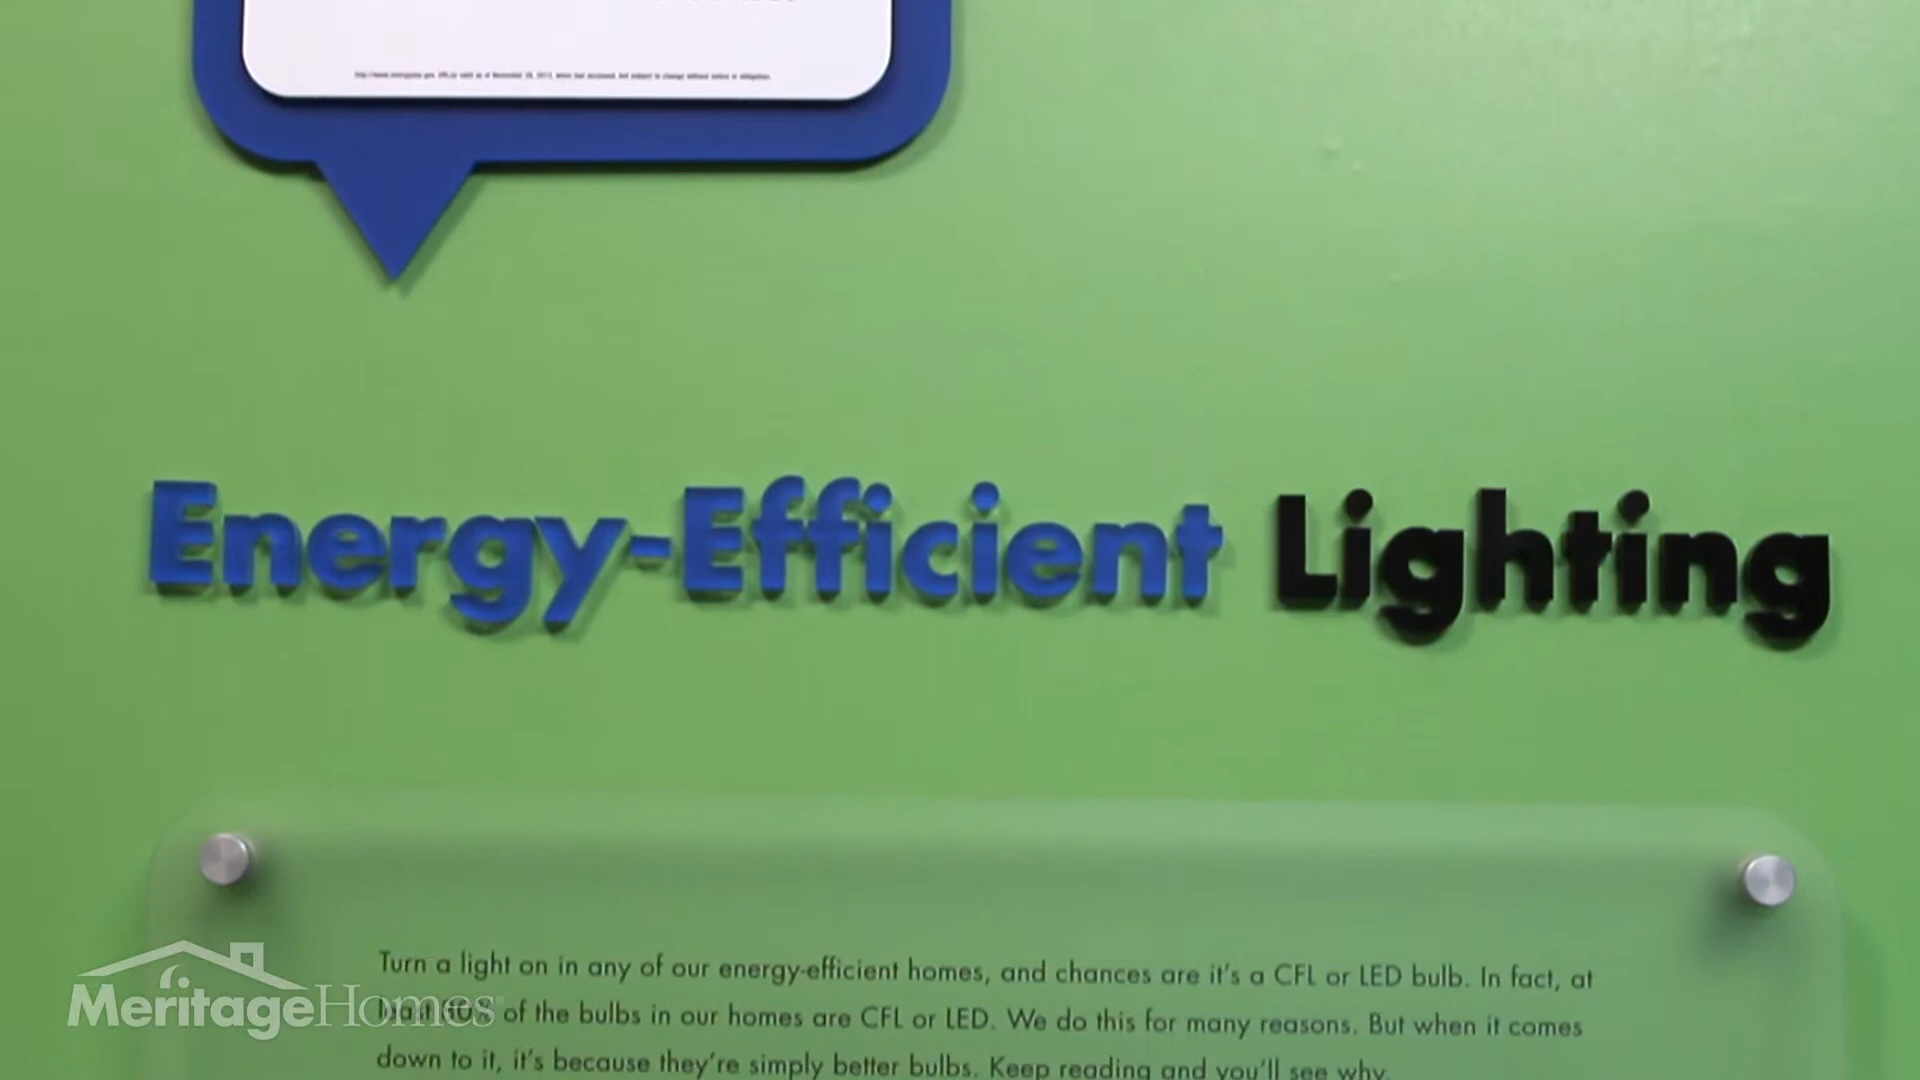 Energy-Efficient Lighting
Turn a light on in any of our energy-efficient homes, and chances are it's a CFL or LED bulb. In fact, at
least 80% of the bulbs in our homes are CFL or LED. We do this for many reasons. But when it comes
down to it, it's because they're simply better bulbs. Keep reading and you'll see why.
MeritageHomes®